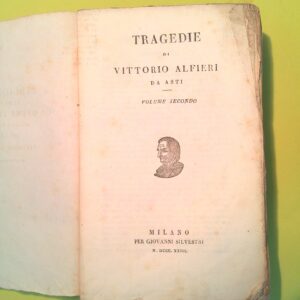 TRAGEDIE
DI
VITTORIO ALFIERI
DA ASTI
VOLUME SECONDO
MILANO
PER GIOVANNI SILVESTRI